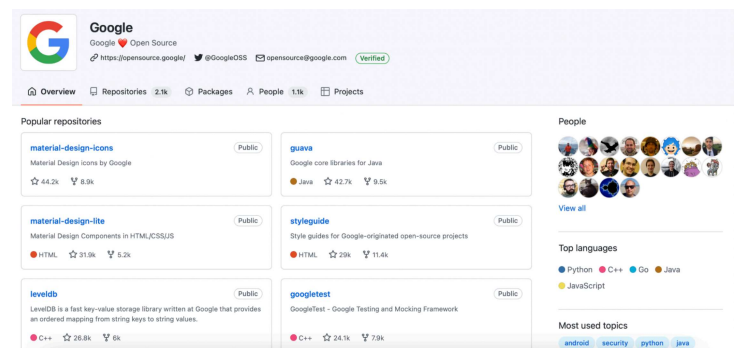 Google
Google ❤️ Open Source
https://opensource.google/ @GoogleOSS opensource@google.com Verified
Overview Repositories 2.1k Packages People 1.1k Projects
Popular repositories
material-design-icons Public
Material Design icons by Google
44.2k 8.9k
guava Public
Google core libraries for Java
Java 42.7k 9.5k
material-design-lite Public
Material Design Components in HTML/CSS/JS
HTML 31.9k 5.2k
styleguide Public
Style guides for Google-originated open-source projects
HTML 29k 11.4k
leveldb Public
LevelDB is a fast key-value storage library written at Google that provides
an ordered mapping from string keys to string values.
C++ 26.8k 6k
googletest Public
GoogleTest - Google Testing and Mocking Framework
C++ 24.1k 7.9k
People
View all
Top languages
Python C++ Go Java
JavaScript
Most used topics
android security python java